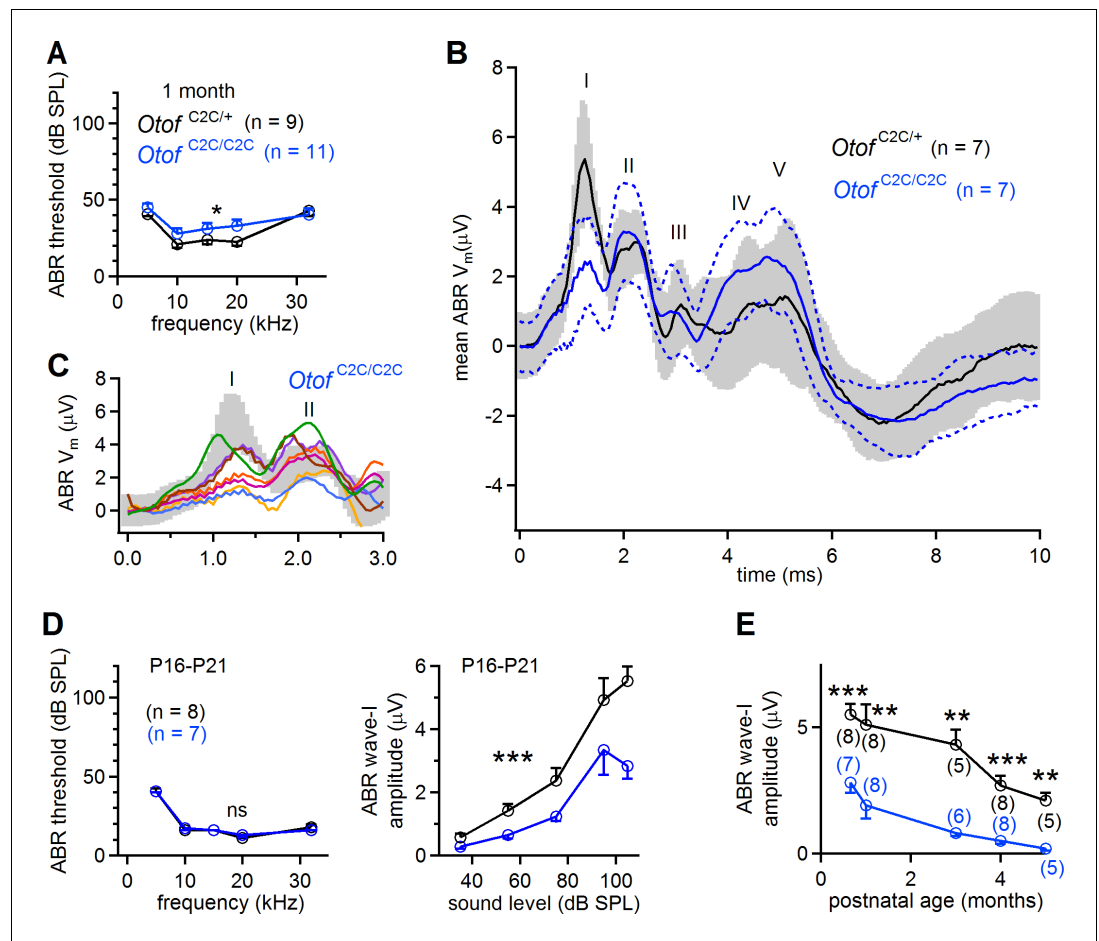 A
ABR threshold (dB SPL)
1 month
Otof C2C/+ (n = 9)
Otof C2C/C2C (n = 11)
*
100
50
0
0 10 20 30
frequency (kHz)
B
mean ABR Vm(μV)
8
6
4
2
0
-2
-4
I
II
III
IV
V
Otof C2C/+ (n = 7)
Otof C2C/C2C (n = 7)
0 2 4 6 8 10
time (ms)
C
ABR Vm (μV)
8
6
4
2
0
I
II
Otof C2C/C2C
0.0 1.0 2.0 3.0
D
ABR threshold (dB SPL)
P16-P21
(n = 8)
(n = 7)
ns
100
50
0
0 10 20 30
frequency (kHz)
ABR wave-I
amplitude (μV)
P16-P21
***
6
4
2
0
40 60 80 100
sound level (dB SPL)
E
ABR wave-I
amplitude (μV)
5
0
*** ** ** *** **
(8) (8) (5) (8) (5)
(7) (8) (6) (8) (5)
0 2 4
postnatal age (months)